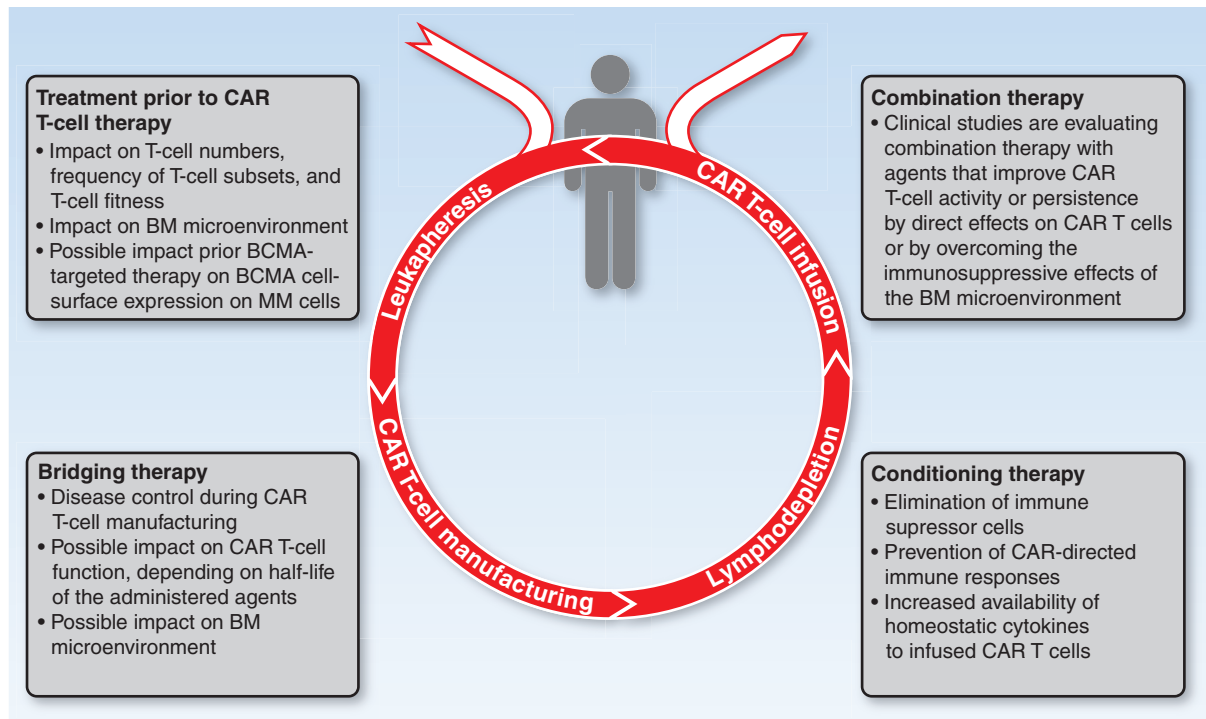 Treatment prior to CAR
T-cell therapy
• Impact on T-cell numbers,
frequency of T-cell subsets, and
T-cell fitness
• Impact on BM microenvironment
• Possible impact prior BCMA-
targeted therapy on BCMA cell-
surface expression on MM cells
Combination therapy
• Clinical studies are evaluating
combination therapy with
agents that improve CAR
T-cell activity or persistence
by direct effects on CAR T cells
or by overcoming the
immunosuppressive effects of
the BM microenvironment
Leukapheresis
CAR T-cell manufacturing
Lymphodepletion
CAR T-cell infusion
Bridging therapy
• Disease control during CAR
T-cell manufacturing
• Possible impact on CAR T-cell
function, depending on half-life
of the administered agents
• Possible impact on BM
microenvironment
Conditioning therapy
• Elimination of immune
supressor cells
• Prevention of CAR-directed
immune responses
• Increased availability of
homeostatic cytokines
to infused CAR T cells